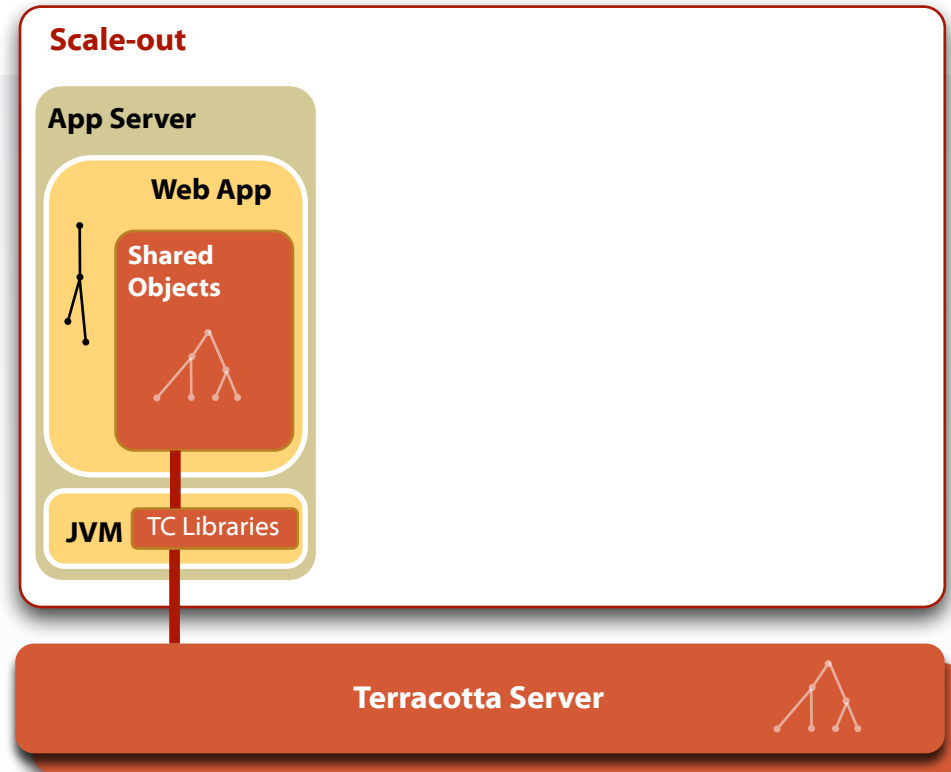 Scale-out
App Server
Web App
Shared
Objects
JVM
TC Libraries
Terracotta Server